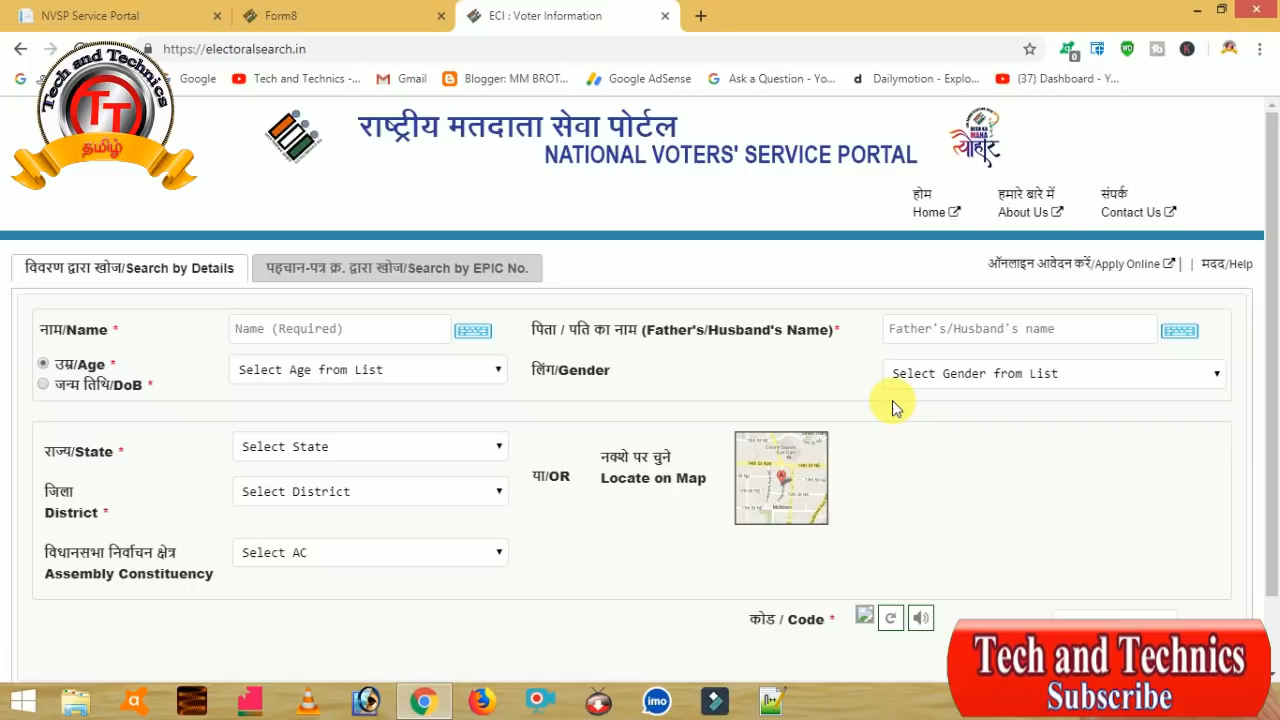 NVSP Service Portal
Form8
ECI : Voter Information
https://electoralsearch.in
Google
Tech and Technics -...
Gmail
Blogger: MM BROT...
Google AdSense
Ask a Question - Yo...
Dailymotion - Explo...
(37) Dashboard - Y...
Tech and Technics
TT
தமிழ்
राष्ट्रीय मतदाता सेवा पोर्टल
NATIONAL VOTERS' SERVICE PORTAL
होम
Home
हमारे बारे में
About Us
संपर्क
Contact Us
विवरण द्वारा खोज/Search by Details
पहचान-पत्र क्र. द्वारा खोज/Search by EPIC No.
ऑनलाइन आवेदन करें/Apply Online | | मदद/Help
नाम/Name *
Name (Required)
पिता / पति का नाम (Father's/Husband's Name)*
Father's/Husband's name
उम्र/Age *
जन्म तिथि/DoB *
Select Age from List
लिंग/Gender
Select Gender from List
राज्य/State *
Select State
जिला
District *
Select District
या/OR
नक्शे पर चुने
Locate on Map
विधानसभा निर्वाचन क्षेत्र
Assembly Constituency
Select AC
कोड / Code *
Tech and Technics
Subscribe
imo